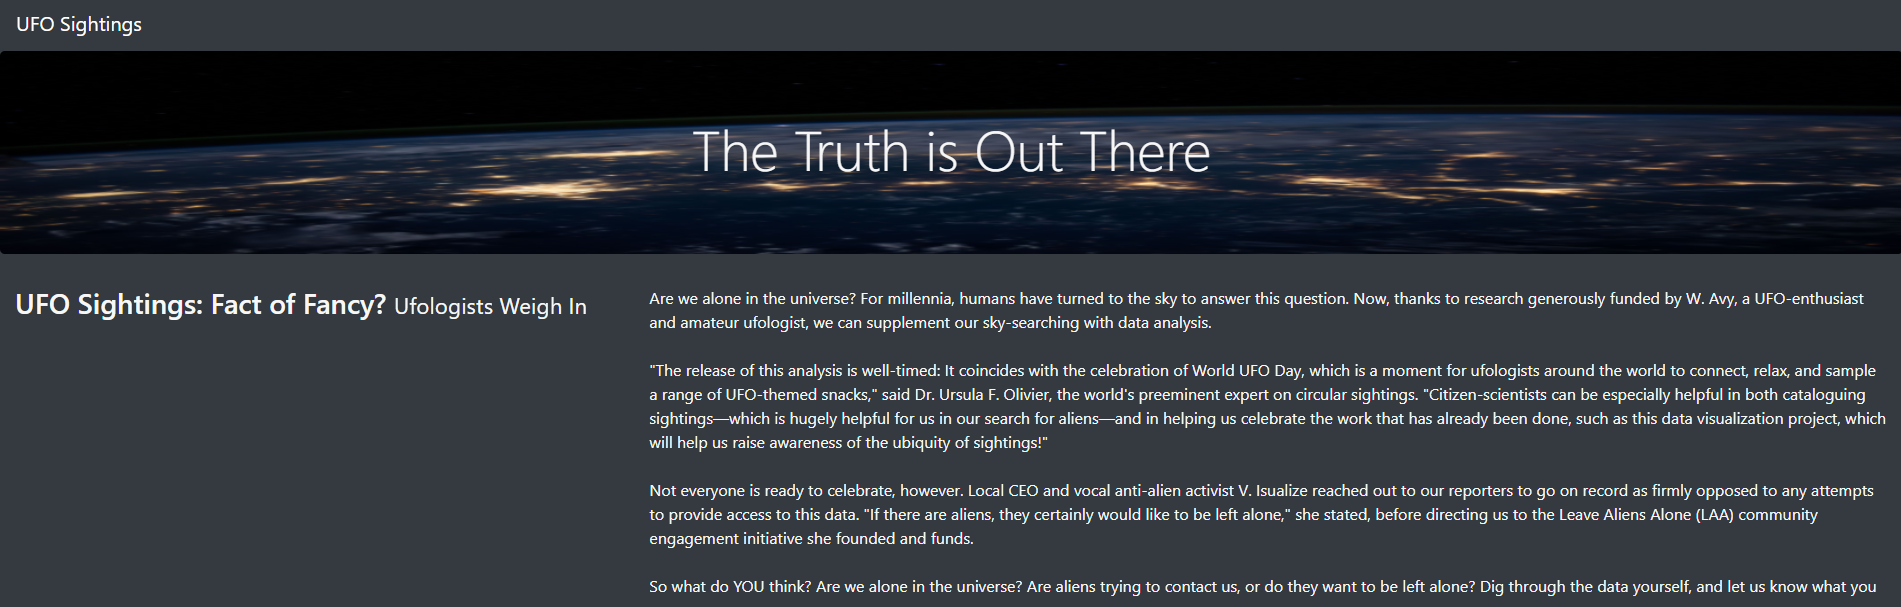 UFO Sightings
The Truth is Out There
UFO Sightings: Fact of Fancy? Ufologists Weigh In
Are we alone in the universe? For millennia, humans have turned to the sky to answer this question. Now, thanks to research generously funded by W. Avy, a UFO-enthusiast
and amateur ufologist, we can supplement our sky-searching with data analysis.
"The release of this analysis is well-timed: It coincides with the celebration of World UFO Day, which is a moment for ufologists around the world to connect, relax, and sample
a range of UFO-themed snacks," said Dr. Ursula F. Olivier, the world's preeminent expert on circular sightings. "Citizen-scientists can be especially helpful in both cataloguing
sightings—which is hugely helpful for us in our search for aliens—and in helping us celebrate the work that has already been done, such as this data visualization project, which
will help us raise awareness of the ubiquity of sightings!"
Not everyone is ready to celebrate, however. Local CEO and vocal anti-alien activist V. Isualize reached out to our reporters to go on record as firmly opposed to any attempts
to provide access to this data. "If there are aliens, they certainly would like to be left alone," she stated, before directing us to the Leave Aliens Alone (LAA) community
engagement initiative she founded and funds.
So what do YOU think? Are we alone in the universe? Are aliens trying to contact us, or do they want to be left alone? Dig through the data yourself, and let us know what you